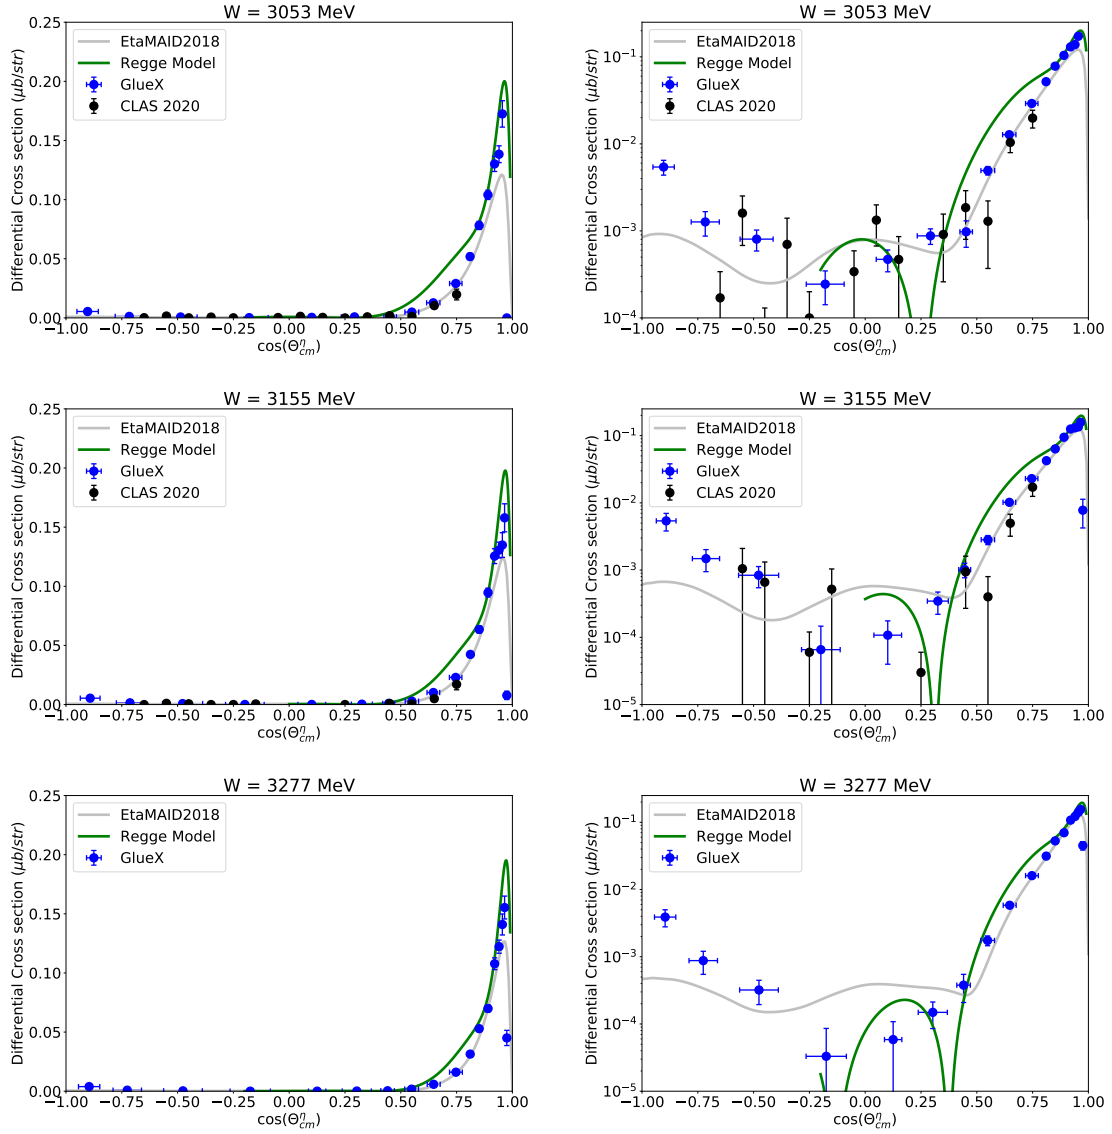 W = 3053 MeV
Differential Cross section (μb/str)
0.25
0.20
0.15
0.10
0.05
0.00
EtaMAID2018
Regge Model
GlueX
CLAS 2020
−1.00 −0.75 −0.50 −0.25 0.00 0.25 0.50 0.75 1.00
cos(Θ^η_cm)
W = 3053 MeV
Differential Cross section (μb/str)
10⁻¹
10⁻²
10⁻³
10⁻⁴
EtaMAID2018
Regge Model
GlueX
CLAS 2020
−1.00 −0.75 −0.50 −0.25 0.00 0.25 0.50 0.75 1.00
cos(Θ^η_cm)
W = 3155 MeV
Differential Cross section (μb/str)
0.25
0.20
0.15
0.10
0.05
0.00
EtaMAID2018
Regge Model
GlueX
CLAS 2020
−1.00 −0.75 −0.50 −0.25 0.00 0.25 0.50 0.75 1.00
cos(Θ^η_cm)
W = 3155 MeV
Differential Cross section (μb/str)
10⁻¹
10⁻²
10⁻³
10⁻⁴
10⁻⁵
EtaMAID2018
Regge Model
GlueX
CLAS 2020
−1.00 −0.75 −0.50 −0.25 0.00 0.25 0.50 0.75 1.00
cos(Θ^η_cm)
W = 3277 MeV
Differential Cross section (μb/str)
0.25
0.20
0.15
0.10
0.05
0.00
EtaMAID2018
Regge Model
GlueX
−1.00 −0.75 −0.50 −0.25 0.00 0.25 0.50 0.75 1.00
cos(Θ^η_cm)
W = 3277 MeV
Differential Cross section (μb/str)
10⁻¹
10⁻²
10⁻³
10⁻⁴
10⁻⁵
EtaMAID2018
Regge Model
GlueX
−1.00 −0.75 −0.50 −0.25 0.00 0.25 0.50 0.75 1.00
cos(Θ^η_cm)